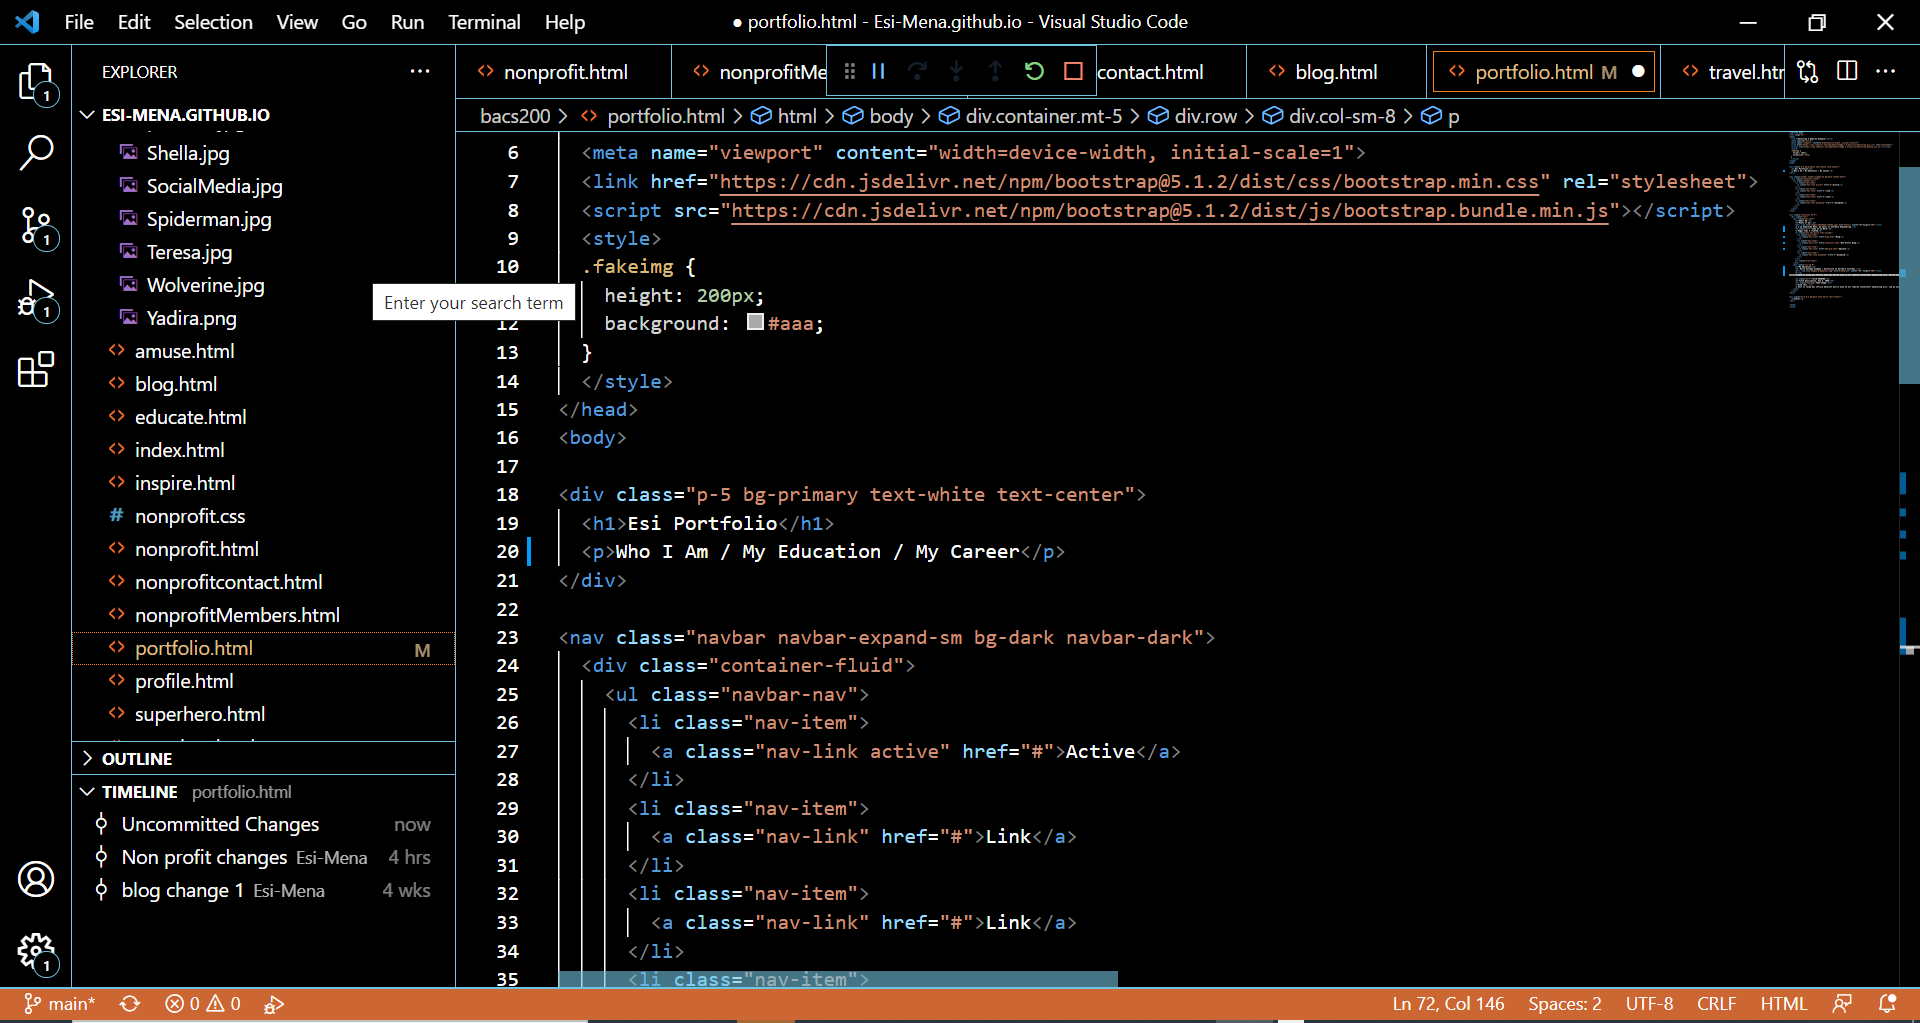 File Edit Selection View Go Run Terminal Help
● portfolio.html - Esi-Mena.github.io - Visual Studio Code
EXPLORER
nonprofit.html nonprofitMe contact.html blog.html portfolio.html M travel.htr
ESI-MENA.GITHUB.IO
bacs200 > portfolio.html > html > body > div.container.mt-5 > div.row > div.col-sm-8 > p
Shella.jpg
SocialMedia.jpg
Spiderman.jpg
Teresa.jpg
Wolverine.jpg
Yadira.png
amuse.html
blog.html
educate.html
index.html
inspire.html
nonprofit.css
nonprofit.html
nonprofitcontact.html
nonprofitMembers.html
portfolio.html M
profile.html
superhero.html
OUTLINE
TIMELINE portfolio.html
Uncommitted Changes now
Non profit changes Esi-Mena 4 hrs
blog change 1 Esi-Mena 4 wks
1
1
1
1
Enter your search term
6 <meta name="viewport" content="width=device-width, initial-scale=1">
7 <link href="https://cdn.jsdelivr.net/npm/bootstrap@5.1.2/dist/css/bootstrap.min.css" rel="stylesheet">
8 <script src="https://cdn.jsdelivr.net/npm/bootstrap@5.1.2/dist/js/bootstrap.bundle.min.js"></script>
9 <style>
10 .fakeimg {
height: 200px;
12 background: #aaa;
13 }
14 </style>
15 </head>
16 <body>
17
18 <div class="p-5 bg-primary text-white text-center">
19 <h1>Esi Portfolio</h1>
20 <p>Who I Am / My Education / My Career</p>
21 </div>
22
23 <nav class="navbar navbar-expand-sm bg-dark navbar-dark">
24 <div class="container-fluid">
25 <ul class="navbar-nav">
26 <li class="nav-item">
27 <a class="nav-link active" href="#">Active</a>
28 </li>
29 <li class="nav-item">
30 <a class="nav-link" href="#">Link</a>
31 </li>
32 <li class="nav-item">
33 <a class="nav-link" href="#">Link</a>
34 </li>
35 <li class="nav-item">
main* 0 0
Ln 72, Col 146 Spaces: 2 UTF-8 CRLF HTML